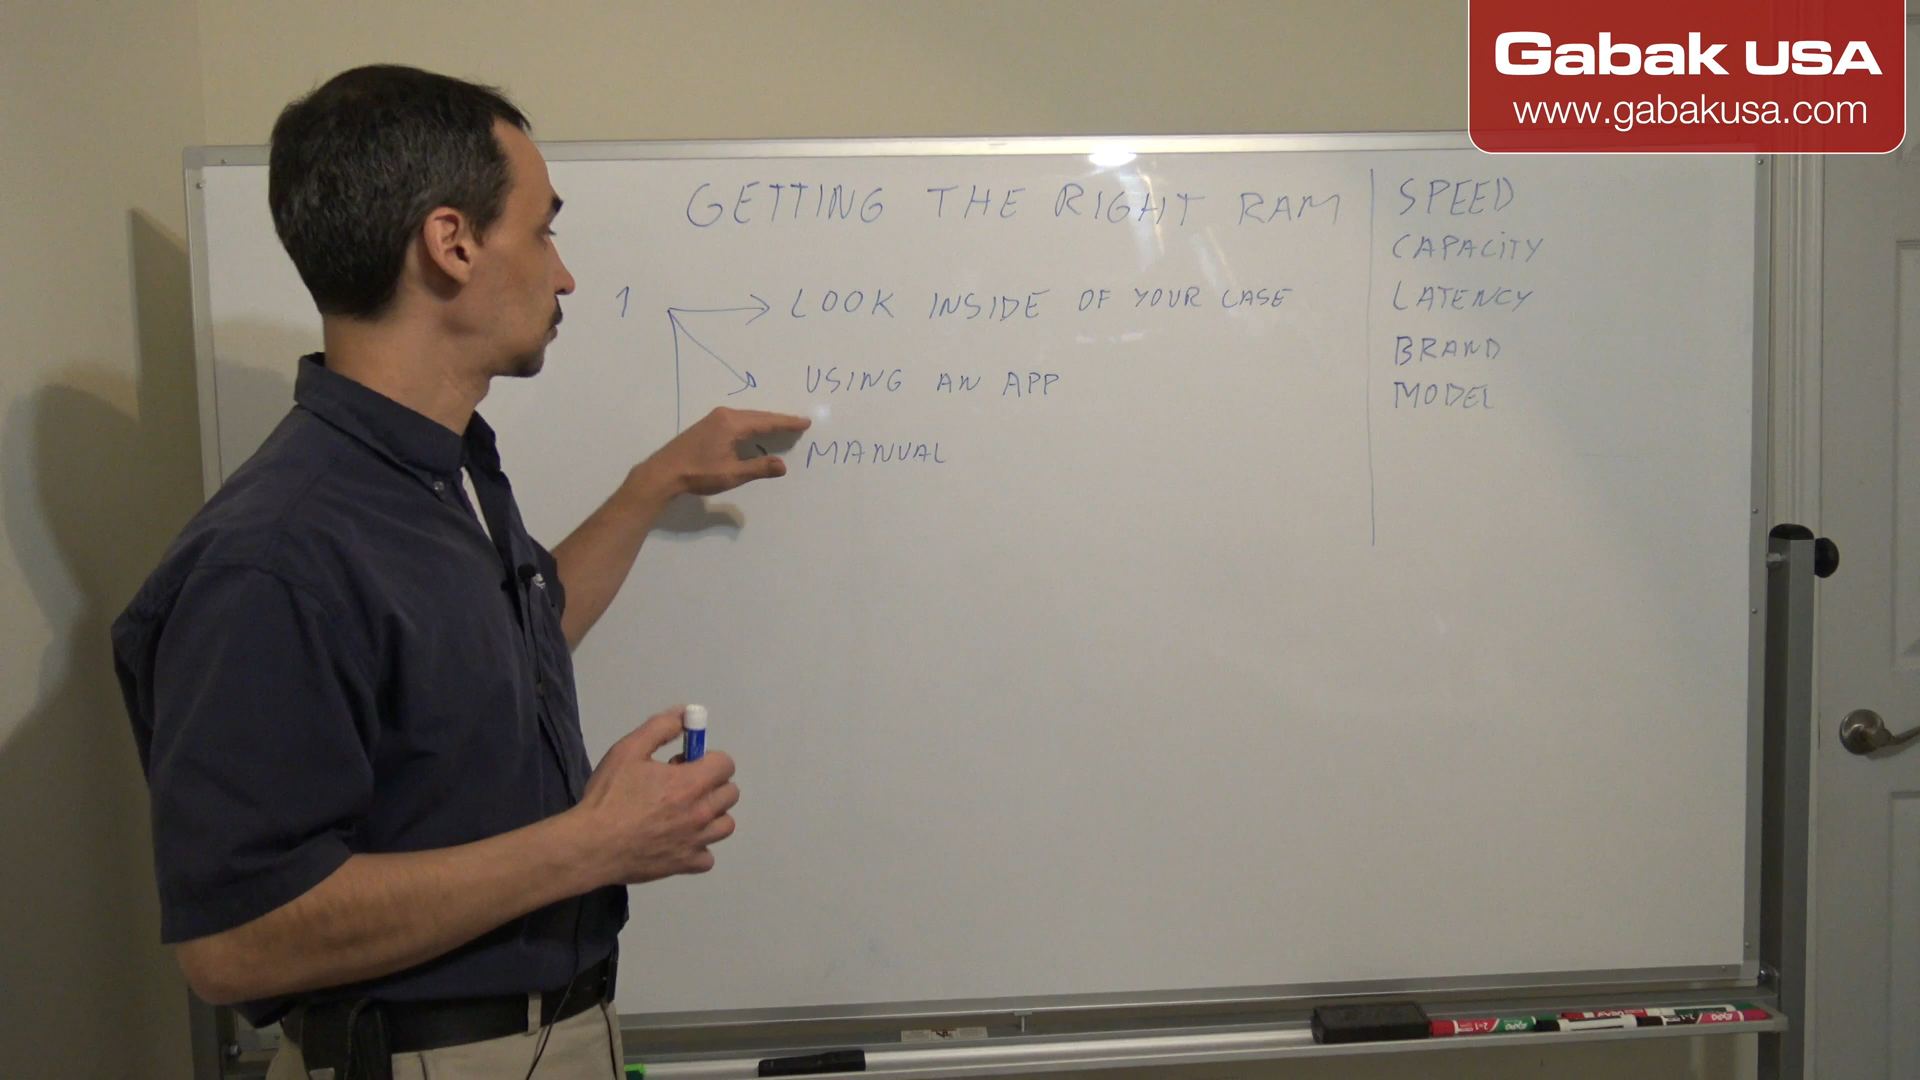 Gabak USA
www.gabakusa.com
GETTING THE RIGHT RAM
1
LOOK INSIDE OF YOUR CASE
USING AN APP
MANUAL
SPEED
CAPACITY
LATENCY
BRAND
MODEL